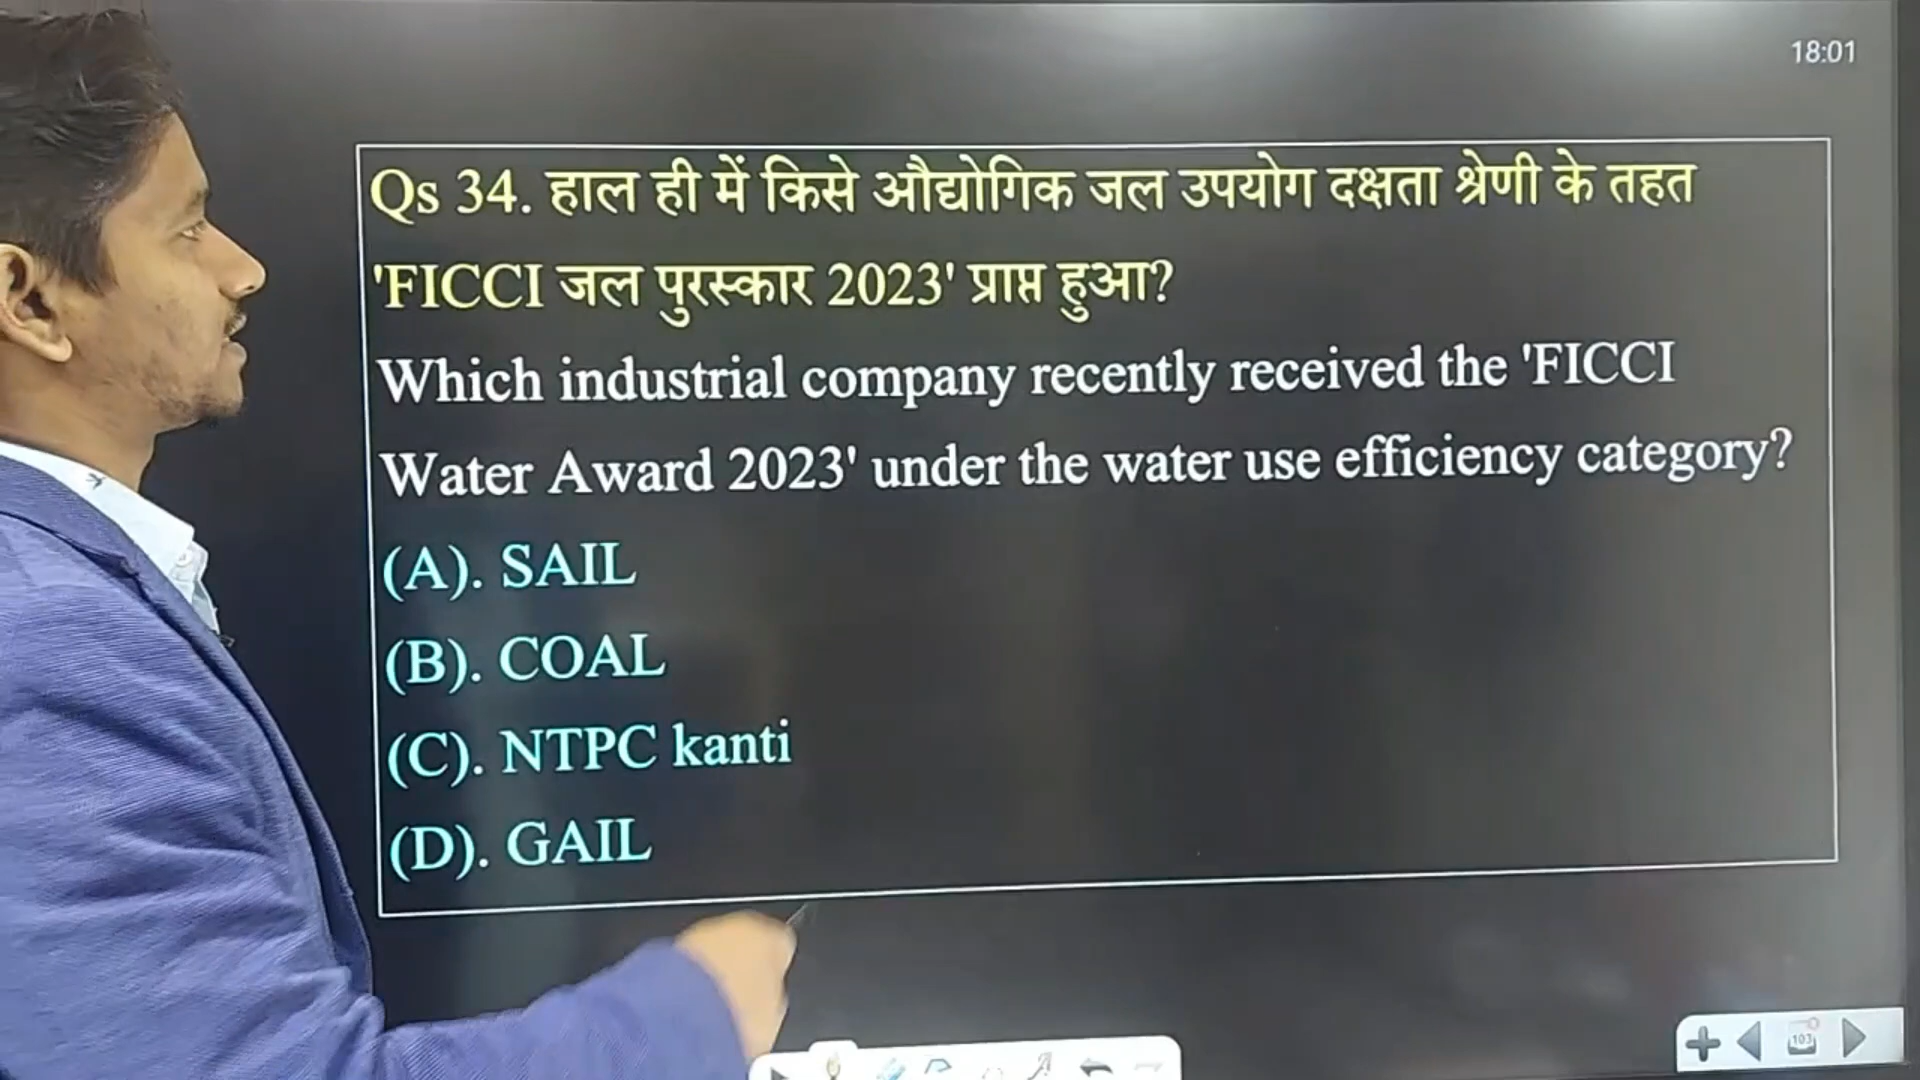 18:01
Qs 34. हाल ही में किसे औद्योगिक जल उपयोग दक्षता श्रेणी के तहत
'FICCI जल पुरस्कार 2023' प्राप्त हुआ?
Which industrial company recently received the 'FICCI
Water Award 2023' under the water use efficiency category?
(A). SAIL
(B). COAL
(C). NTPC kanti
(D). GAIL
103